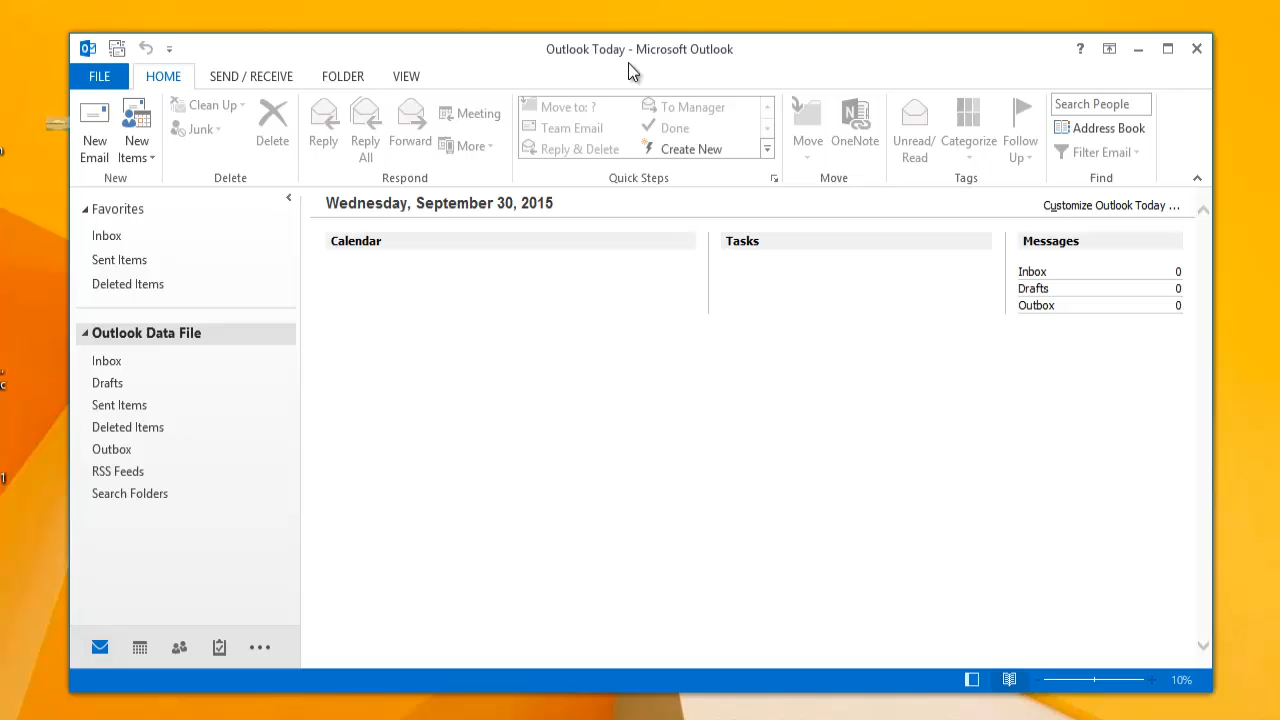 Outlook Today - Microsoft Outlook
?
FILE
HOME
SEND / RECEIVE
FOLDER
VIEW
New Email
New Items
New
Clean Up
Junk
Delete
Delete
Reply
Reply All
Forward
Meeting
More
Respond
Move to: ?
Team Email
Reply & Delete
To Manager
Done
Create New
Quick Steps
Move
OneNote
Move
Unread/ Read
Categorize
Follow Up
Tags
Search People
Address Book
Filter Email
Find
Favorites
Inbox
Sent Items
Deleted Items
Outlook Data File
Inbox
Drafts
Sent Items
Deleted Items
Outbox
RSS Feeds
Search Folders
Wednesday, September 30, 2015
Customize Outlook Today ...
Calendar
Tasks
Messages
Inbox 0
Drafts 0
Outbox 0
10%